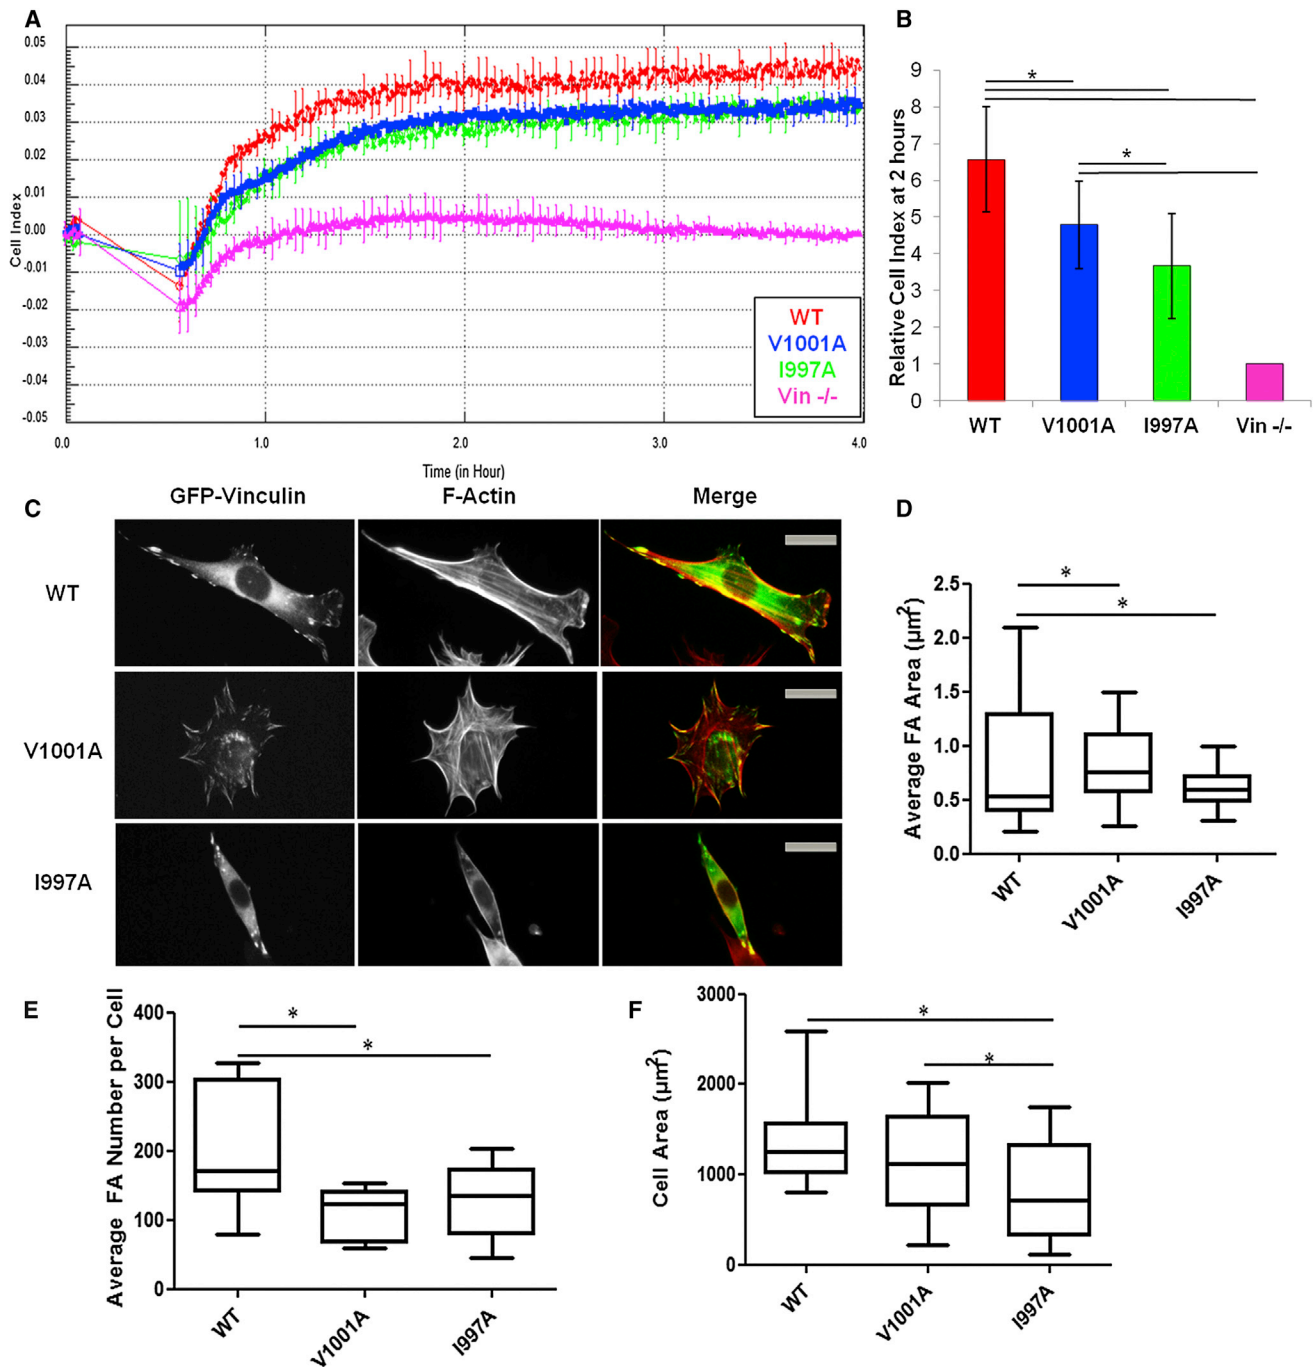 A
0.05
0.04
0.03
0.02
0.01
0.00
-0.01
-0.02
-0.03
-0.04
-0.05
Cell Index
0.0
1.0
2.0
3.0
4.0
Time (in Hour)
WT
V1001A
I997A
Vin -/-
B
9
8
7
6
5
4
3
2
1
0
Relative Cell Index at 2 hours
*
*
WT
V1001A
I997A
Vin -/-
C
GFP-Vinculin
F-Actin
Merge
WT
V1001A
I997A
D
Average FA Area (µm²)
2.5
2.0
1.5
1.0
0.5
0.0
*
*
WT
V1001A
I997A
E
Average FA Number per Cell
400
300
200
100
0
*
*
WT
V1001A
I997A
F
Cell Area (µm²)
3000
2000
1000
0
*
*
WT
V1001A
I997A